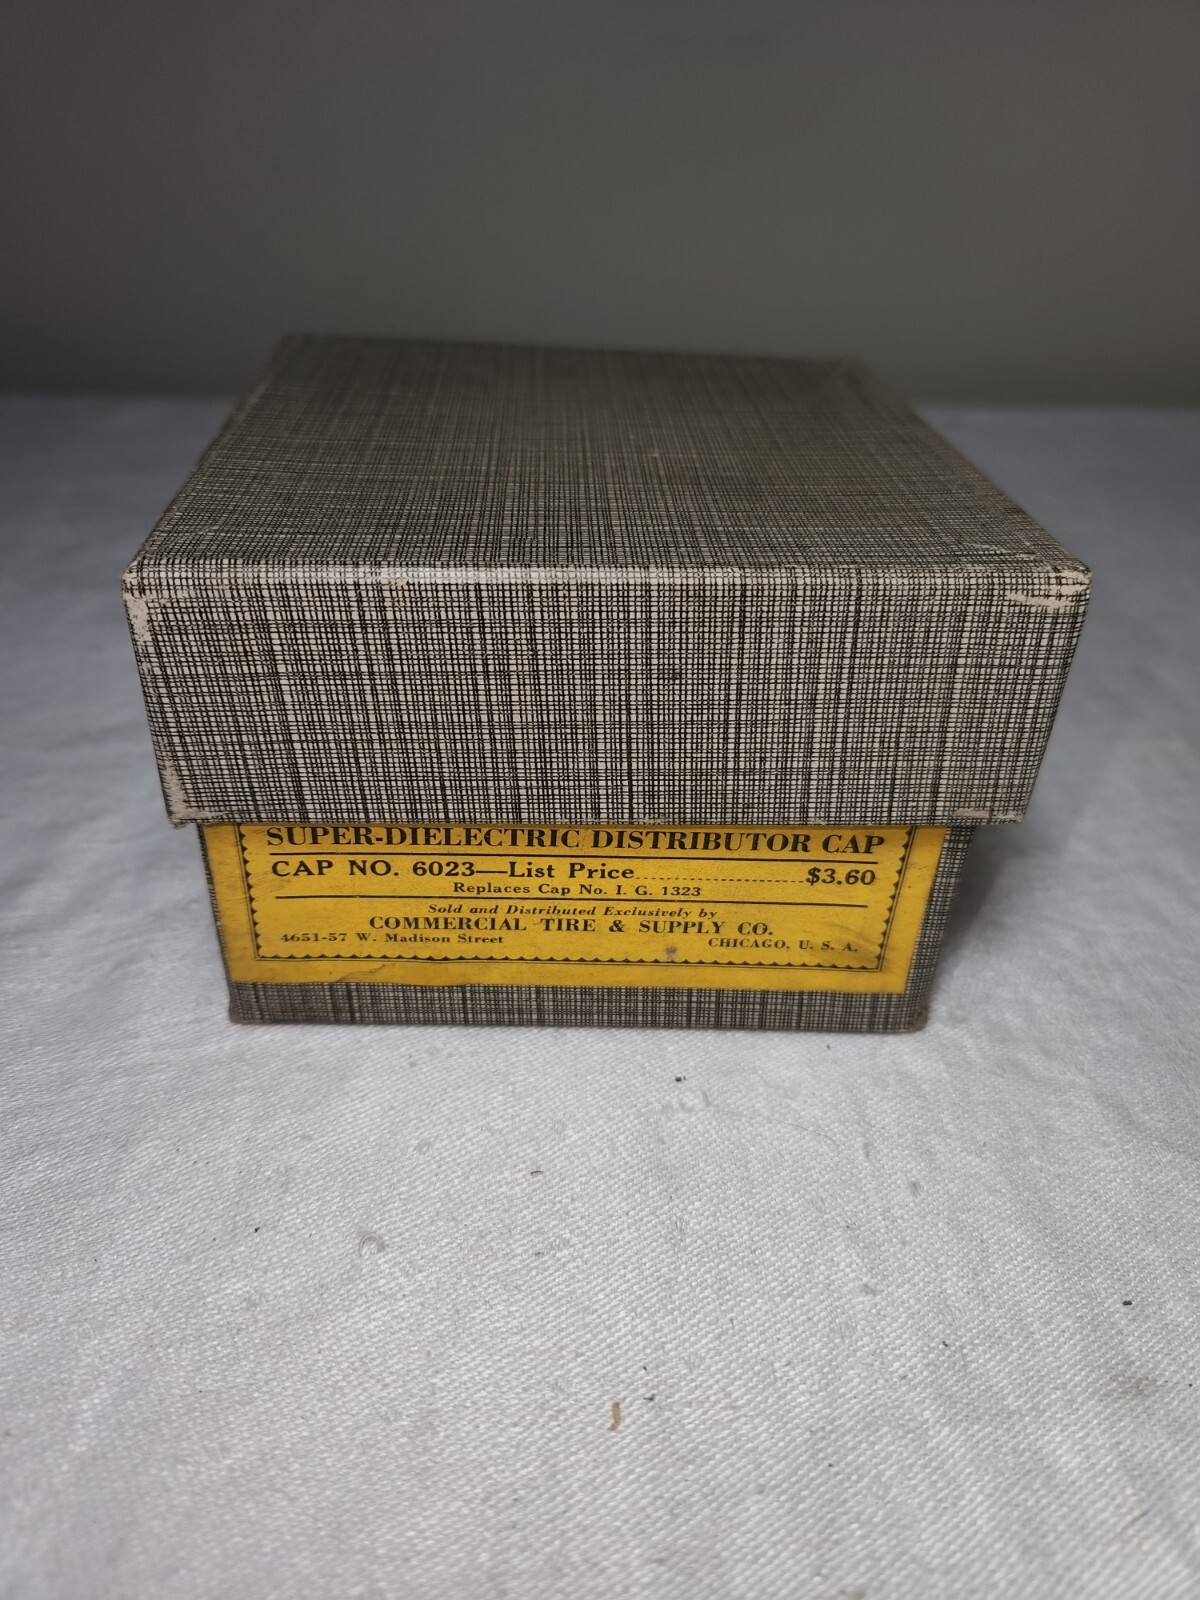 SUPER-DIELECTRIC DISTRIBUTOR CAP
CAP NO. 6023—List Price........................$3.60
Replaces Cap No. I. G. 1323
Sold and Distributed Exclusively by
COMMERCIAL TIRE & SUPPLY CO.
4651-57 W. Madison Street CHICAGO, U. S. A.